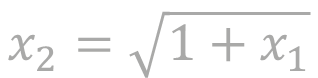 x₂ = √(1 + x₁)